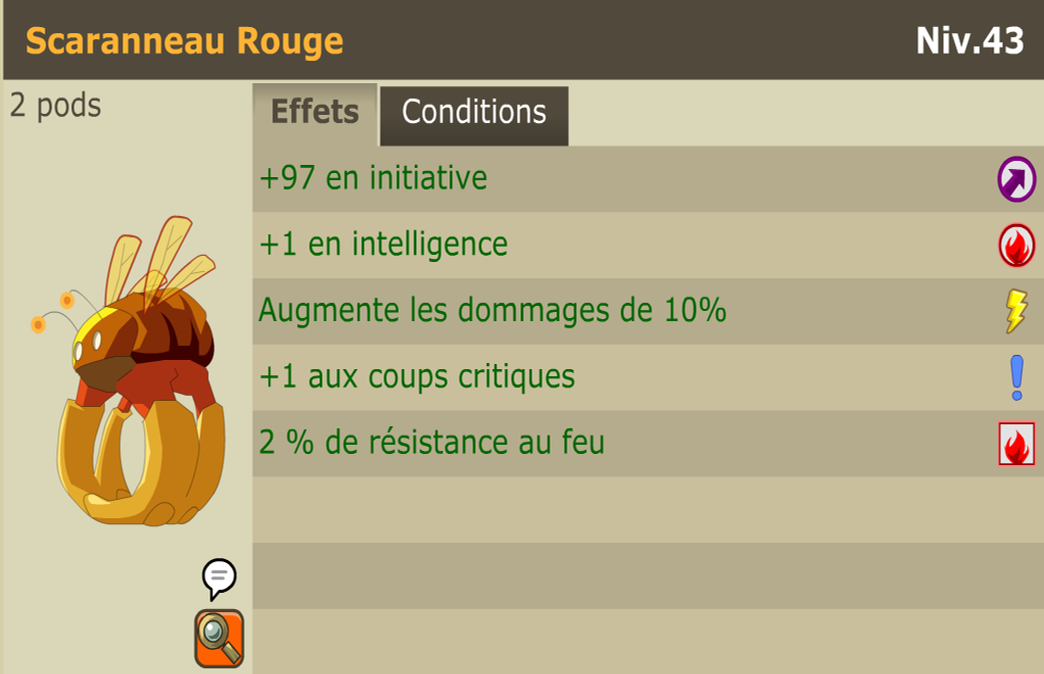 Scaranneau Rouge
Niv.43
2 pods
Effets
Conditions
+97 en initiative
+1 en intelligence
Augmente les dommages de 10%
+1 aux coups critiques
2 % de résistance au feu